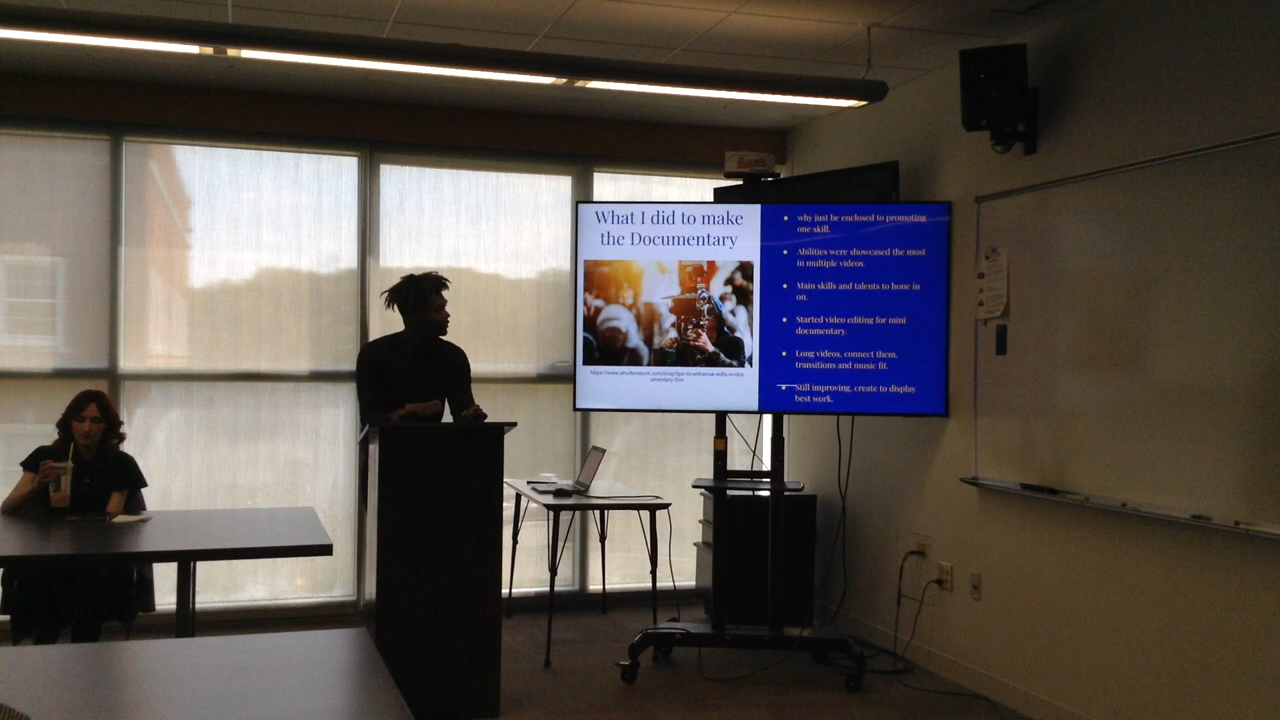 What I did to make
the Documentary
why just be enclosed to promoting
one skill.
Abilities were showcased the most
in multiple videos.
Main skills and talents to hone in
on.
Started video editing for mini
documentary.
Long videos, connect them,
transitions and music fit.
Still improving, create to display
best work.